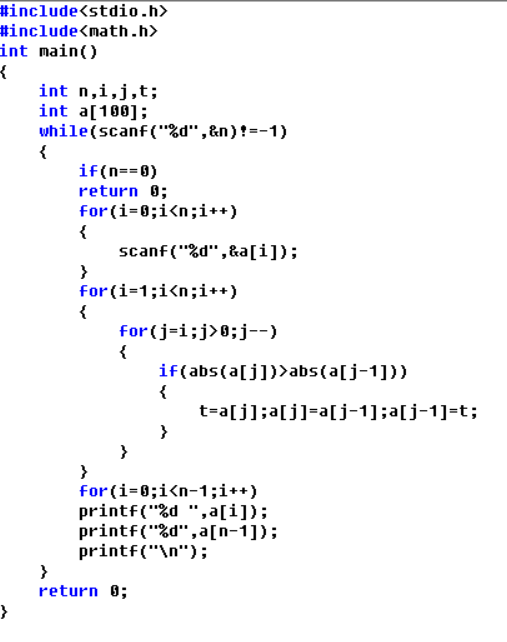 #include<stdio.h>
#include<math.h>
int main()
{
    int n,i,j,t;
    int a[100];
    while(scanf("%d",&n)!=-1)
    {
        if(n==0)
        return 0;
        for(i=0;i<n;i++)
        {
            scanf("%d",&a[i]);
        }
        for(i=1;i<n;i++)
        {
            for(j=i;j>0;j--)
            {
                if(abs(a[j])>abs(a[j-1]))
                {
                    t=a[j];a[j]=a[j-1];a[j-1]=t;
                }
            }
        }
        for(i=0;i<n-1;i++)
        printf("%d ",a[i]);
        printf("%d",a[n-1]);
        printf("\n");
    }
    return 0;
}